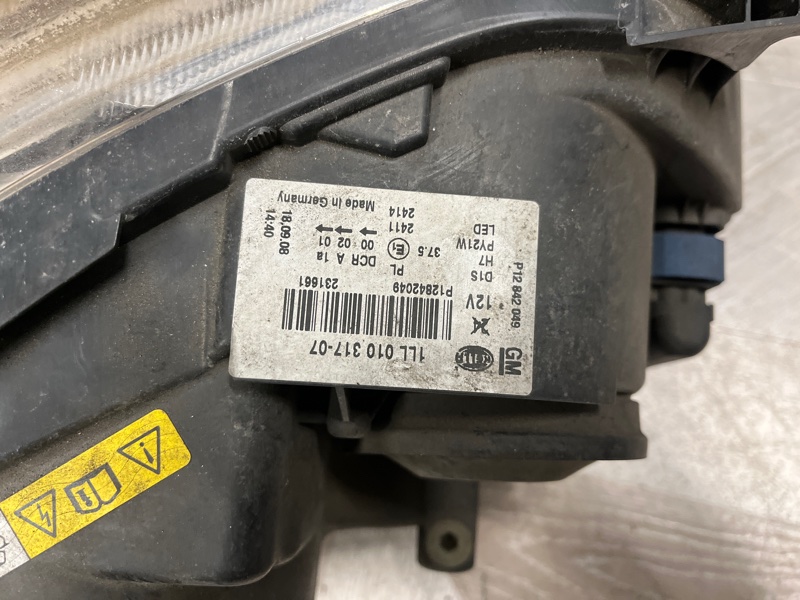 GM
P12 842 049
1LL 010 317-07
12V
D1S
H7
PY21W
LED
P12842049
231661
PL
DCR A 1a
00 02 01
E1
37.5
2411
2414
18.09.08
14:40
Made in Germany